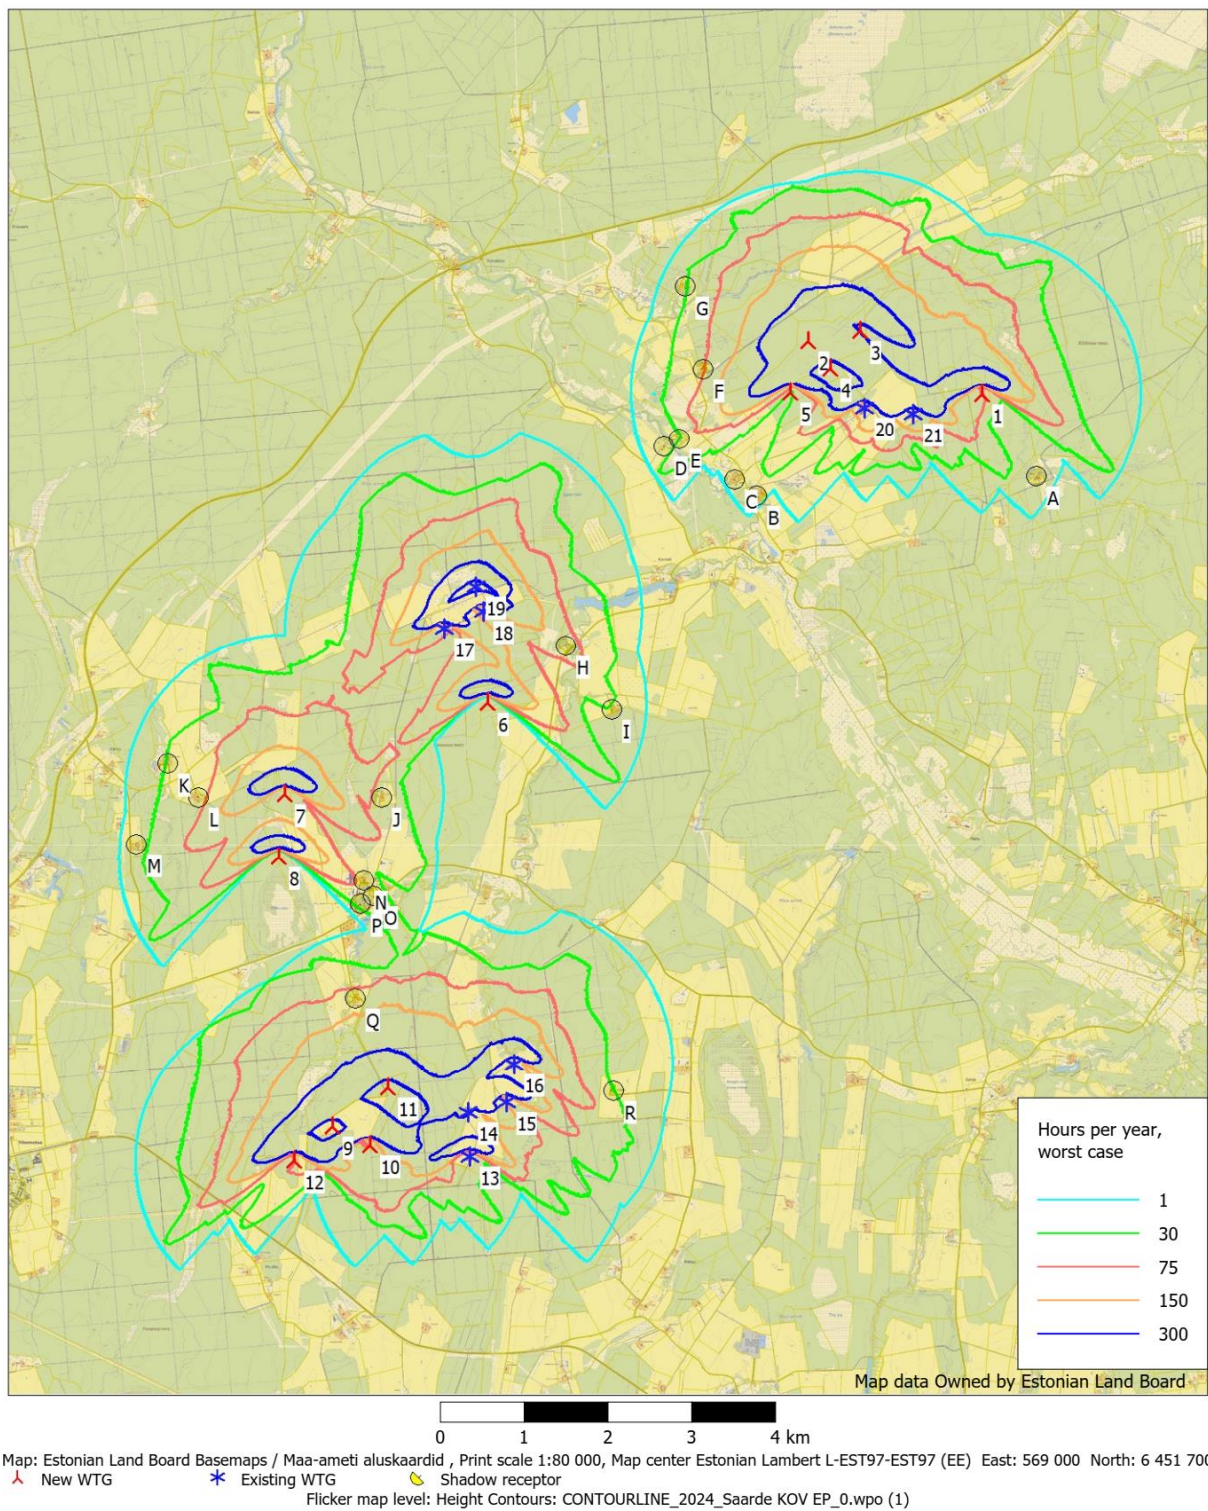 G
F
2
3
4
5
20
21
1
D
E
C
B
A
19
18
17
H
6
I
K
L
7
J
M
8
N
O
P
Q
16
11
15
R
14
9
10
13
12
Hours per year,
worst case
1
30
75
150
300
Map data Owned by Estonian Land Board
0 1 2 3 4 km
Map: Estonian Land Board Basemaps / Maa-ameti aluskaardid , Print scale 1:80 000, Map center Estonian Lambert L-EST97-EST97 (EE) East: 569 000 North: 6 451 700
New WTG Existing WTG Shadow receptor
Flicker map level: Height Contours: CONTOURLINE_2024_Saarde KOV EP_0.wpo (1)